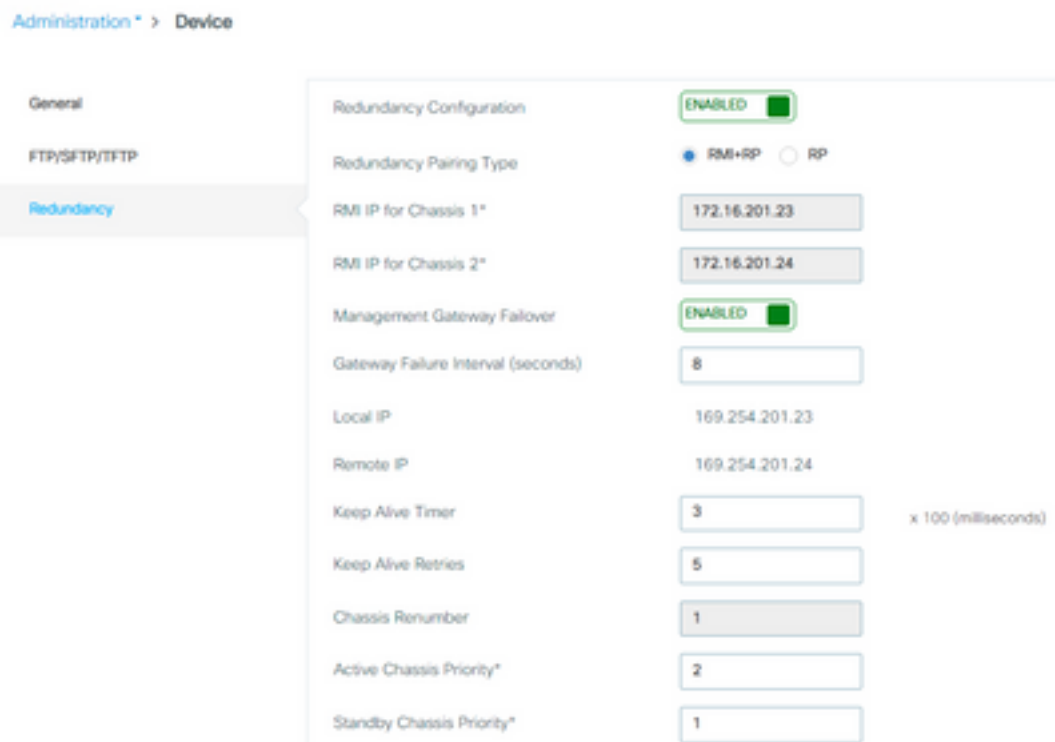 Administration * > Device
General
FTP/SFTP/TFTP
Redundancy
Redundancy Configuration ENABLED
Redundancy Pairing Type RMI+RP RP
RMI IP for Chassis 1* 172.16.201.23
RMI IP for Chassis 2* 172.16.201.24
Management Gateway Failover ENABLED
Gateway Failure Interval (seconds) 8
Local IP 169.254.201.23
Remote IP 169.254.201.24
Keep Alive Timer 3 x 100 (milliseconds)
Keep Alive Retries 5
Chassis Renumber 1
Active Chassis Priority* 2
Standby Chassis Priority* 1